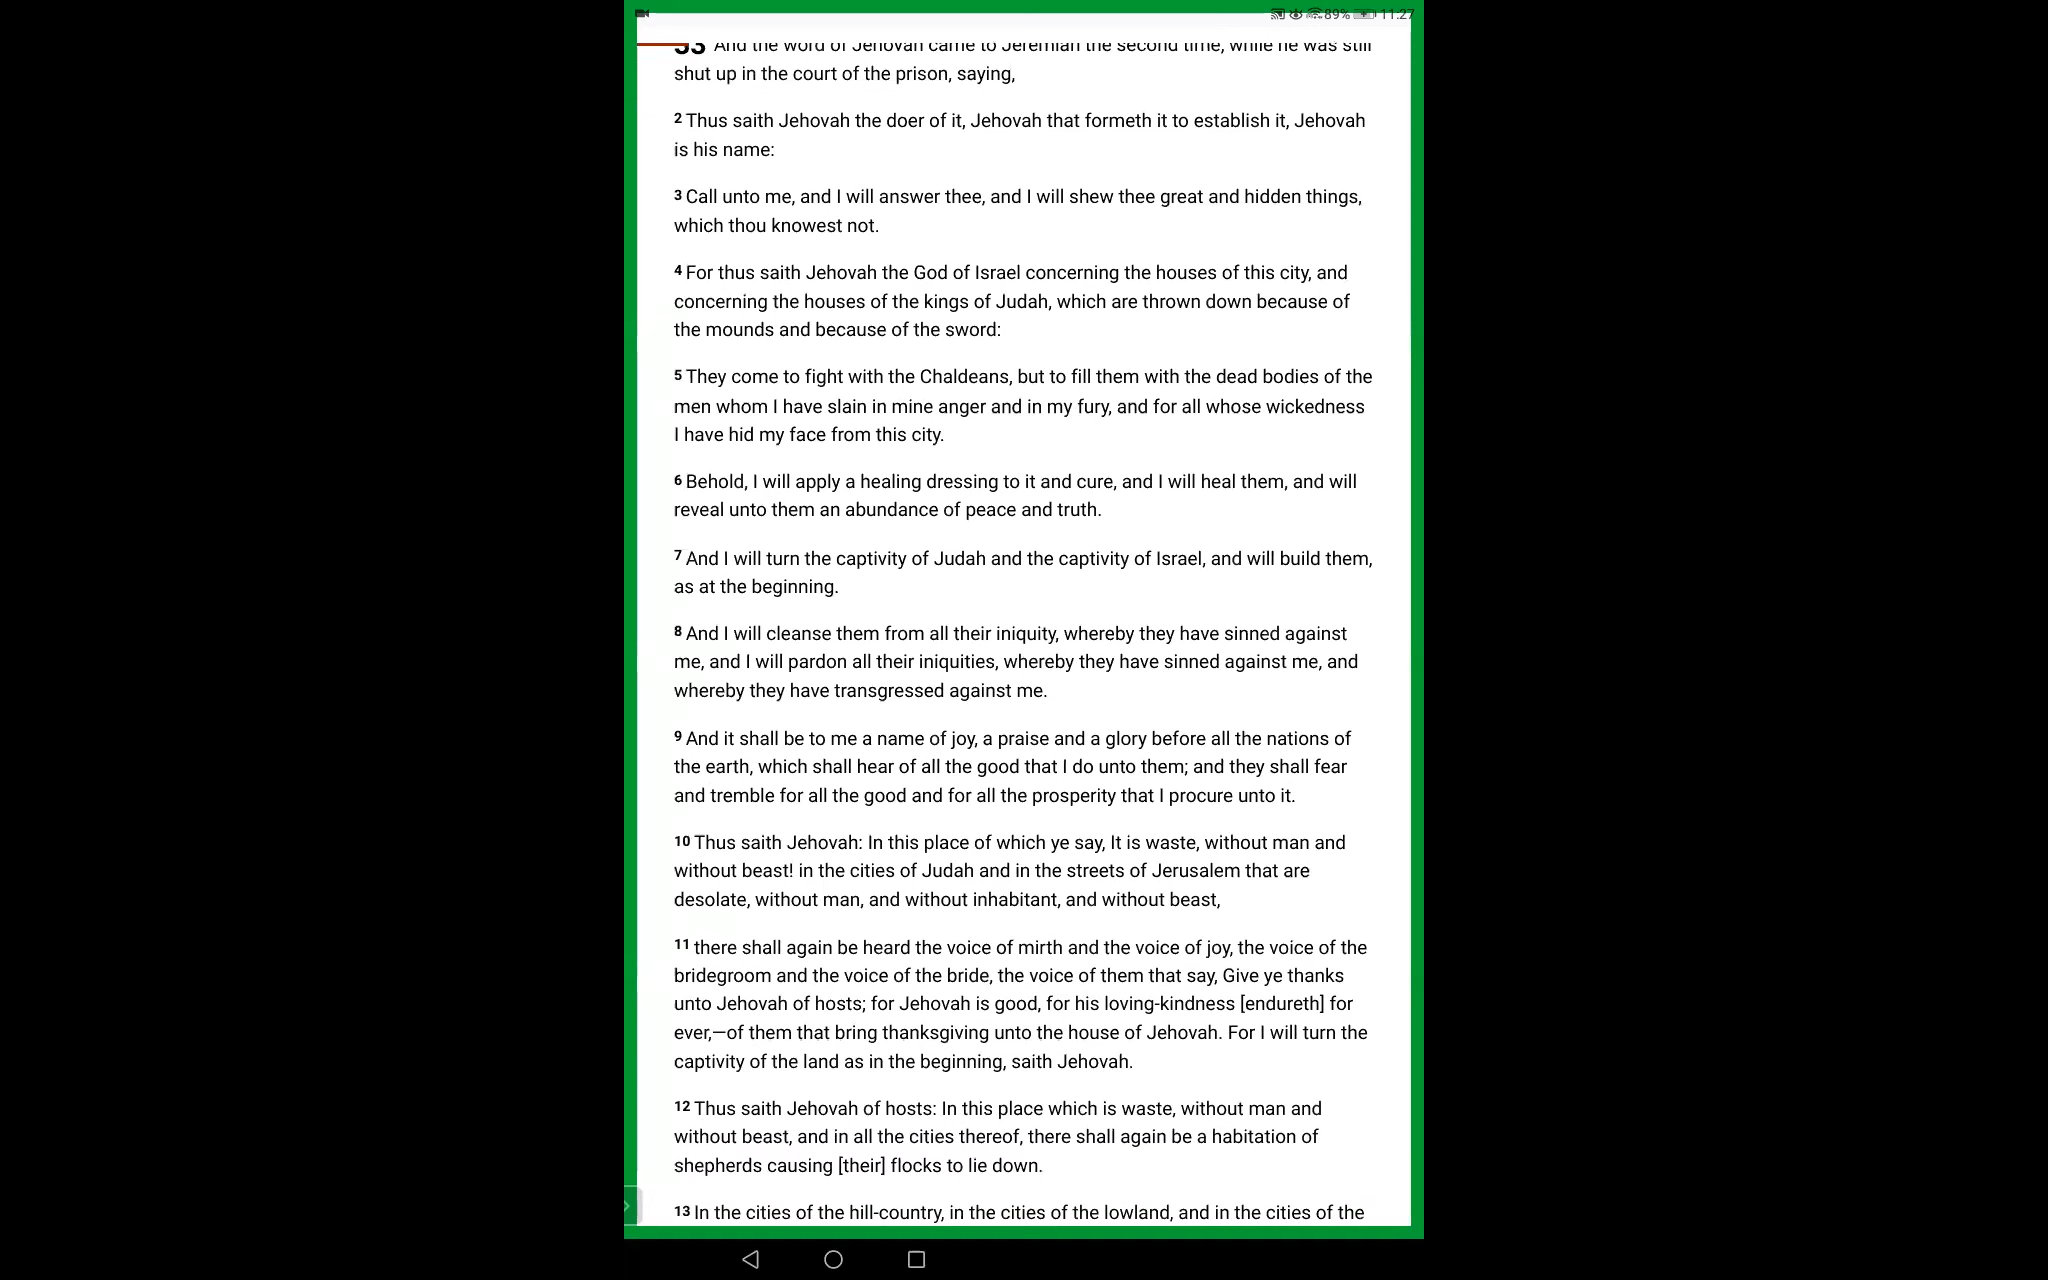 89% 11:27
33 And the word of Jehovah came to Jeremiah the second time, while he was still
shut up in the court of the prison, saying,
2 Thus saith Jehovah the doer of it, Jehovah that formeth it to establish it, Jehovah
is his name:
3 Call unto me, and I will answer thee, and I will shew thee great and hidden things,
which thou knowest not.
4 For thus saith Jehovah the God of Israel concerning the houses of this city, and
concerning the houses of the kings of Judah, which are thrown down because of
the mounds and because of the sword:
5 They come to fight with the Chaldeans, but to fill them with the dead bodies of the
men whom I have slain in mine anger and in my fury, and for all whose wickedness
I have hid my face from this city.
6 Behold, I will apply a healing dressing to it and cure, and I will heal them, and will
reveal unto them an abundance of peace and truth.
7 And I will turn the captivity of Judah and the captivity of Israel, and will build them,
as at the beginning.
8 And I will cleanse them from all their iniquity, whereby they have sinned against
me, and I will pardon all their iniquities, whereby they have sinned against me, and
whereby they have transgressed against me.
9 And it shall be to me a name of joy, a praise and a glory before all the nations of
the earth, which shall hear of all the good that I do unto them; and they shall fear
and tremble for all the good and for all the prosperity that I procure unto it.
10 Thus saith Jehovah: In this place of which ye say, It is waste, without man and
without beast! in the cities of Judah and in the streets of Jerusalem that are
desolate, without man, and without inhabitant, and without beast,
11 there shall again be heard the voice of mirth and the voice of joy, the voice of the
bridegroom and the voice of the bride, the voice of them that say, Give ye thanks
unto Jehovah of hosts; for Jehovah is good, for his loving-kindness [endureth] for
ever,—of them that bring thanksgiving unto the house of Jehovah. For I will turn the
captivity of the land as in the beginning, saith Jehovah.
12 Thus saith Jehovah of hosts: In this place which is waste, without man and
without beast, and in all the cities thereof, there shall again be a habitation of
shepherds causing [their] flocks to lie down.
13 In the cities of the hill-country, in the cities of the lowland, and in the cities of the